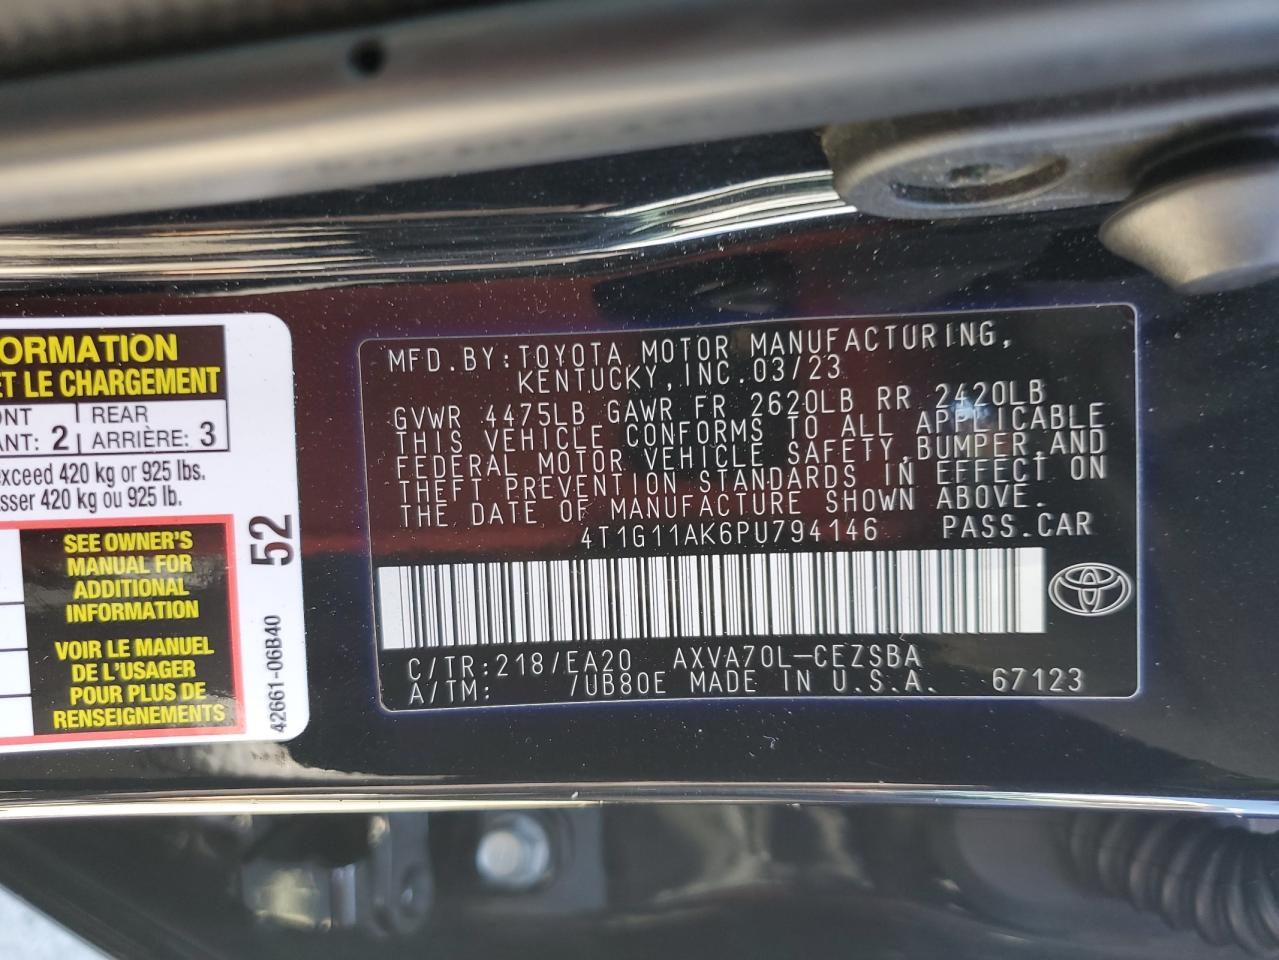 FORMATION
ET LE CHARGEMENT
ONT | REAR
ANT: 2 | ARRIÈRE: 3
exceed 420 kg or 925 lbs.
sser 420 kg ou 925 lb.
SEE OWNER'S
MANUAL FOR
ADDITIONAL
INFORMATION
VOIR LE MANUEL
DE L'USAGER
POUR PLUS DE
RENSEIGNEMENTS
52
42661-06B40
MFD.BY:TOYOTA MOTOR MANUFACTURING,
KENTUCKY,INC.03/23
GVWR 4475LB GAWR FR 2620LB RR 2420LB
THIS VEHICLE CONFORMS TO ALL APPLICABLE
FEDERAL MOTOR VEHICLE SAFETY,BUMPER,AND
THEFT PREVENTION STANDARDS IN EFFECT ON
THE DATE OF MANUFACTURE SHOWN ABOVE.
4T1G11AK6PU794146 PASS.CAR
C/TR:218/EA20 AXVA70L-CEZSBA
A/TM: /UB80E MADE IN U.S.A. 67123